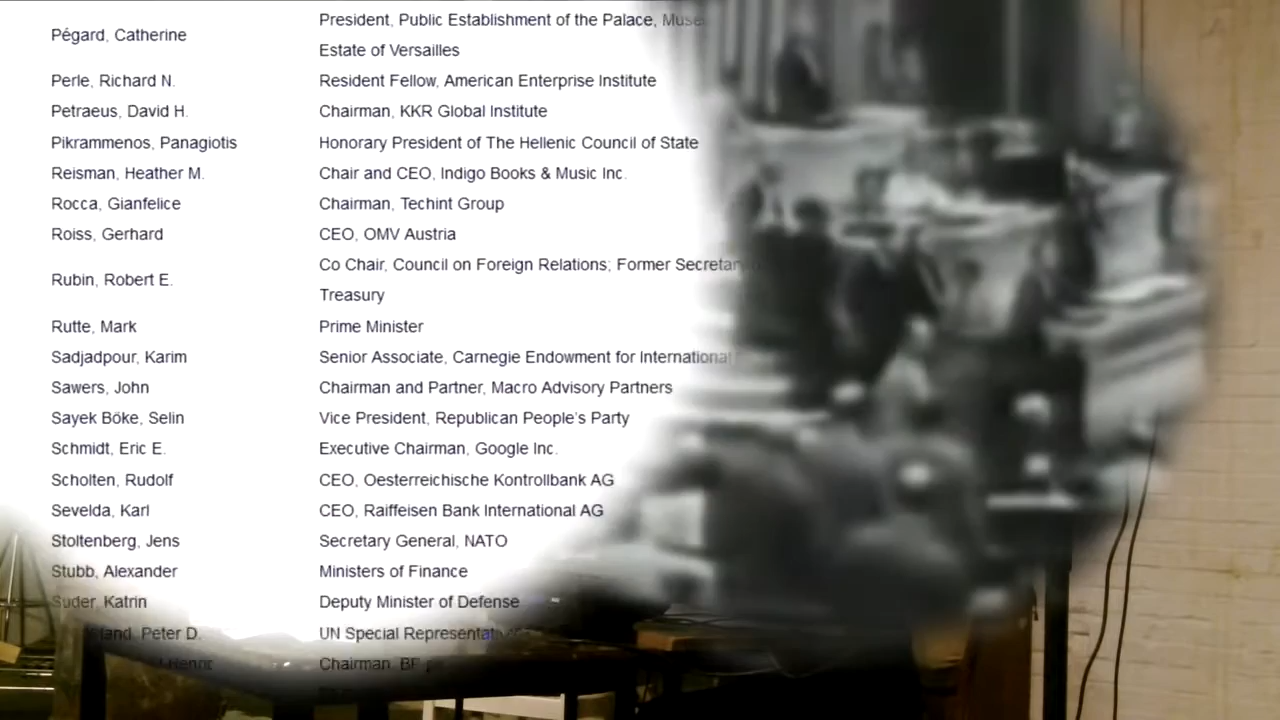 President, Public Establishment of the Palace,
Pégard, Catherine
Estate of Versailles
Perle, Richard N. Resident Fellow, American Enterprise Institute
Petraeus, David H. Chairman, KKR Global Institute
Pikrammenos, Panagiotis Honorary President of The Hellenic Council of State
Reisman, Heather M. Chair and CEO, Indigo Books & Music Inc.
Rocca, Gianfelice Chairman, Techint Group
Roiss, Gerhard CEO, OMV Austria
Co Chair, Council on Foreign Relations; Former Secretary
Rubin, Robert E.
Treasury
Rutte, Mark Prime Minister
Sadjadpour, Karim Senior Associate, Carnegie Endowment for International
Sawers, John Chairman and Partner, Macro Advisory Partners
Sayek Böke, Selin Vice President, Republican People's Party
Schmidt, Eric E. Executive Chairman, Google Inc.
Scholten, Rudolf CEO, Oesterreichische Kontrollbank AG
Sevelda, Karl CEO, Raiffeisen Bank International AG
Stoltenberg, Jens Secretary General, NATO
Stubb, Alexander Ministers of Finance
Suder, Katrin Deputy Minister of Defense
Peter D. UN Special Representative
Henric Chairman, BF